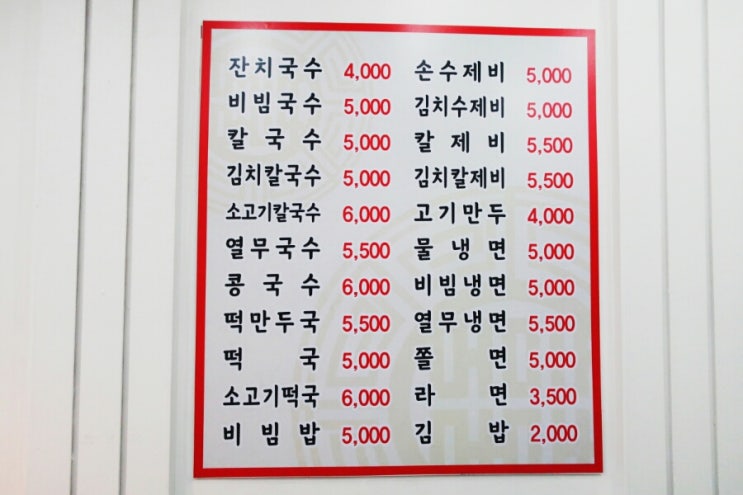 잔치국수 4,000 손수제비 5,000
비빔국수 5,000 김치수제비 5,000
칼국수 5,000 칼제비 5,500
김치칼국수 5,000 김치칼제비 5,500
소고기칼국수 6,000 고기만두 4,000
열무국수 5,500 물냉면 5,000
콩국수 6,000 비빔냉면 5,000
떡만두국 5,500 열무냉면 5,500
떡국 5,000 쫄면 5,000
소고기떡국 6,000 라면 3,500
비빔밥 5,000 김밥 2,000